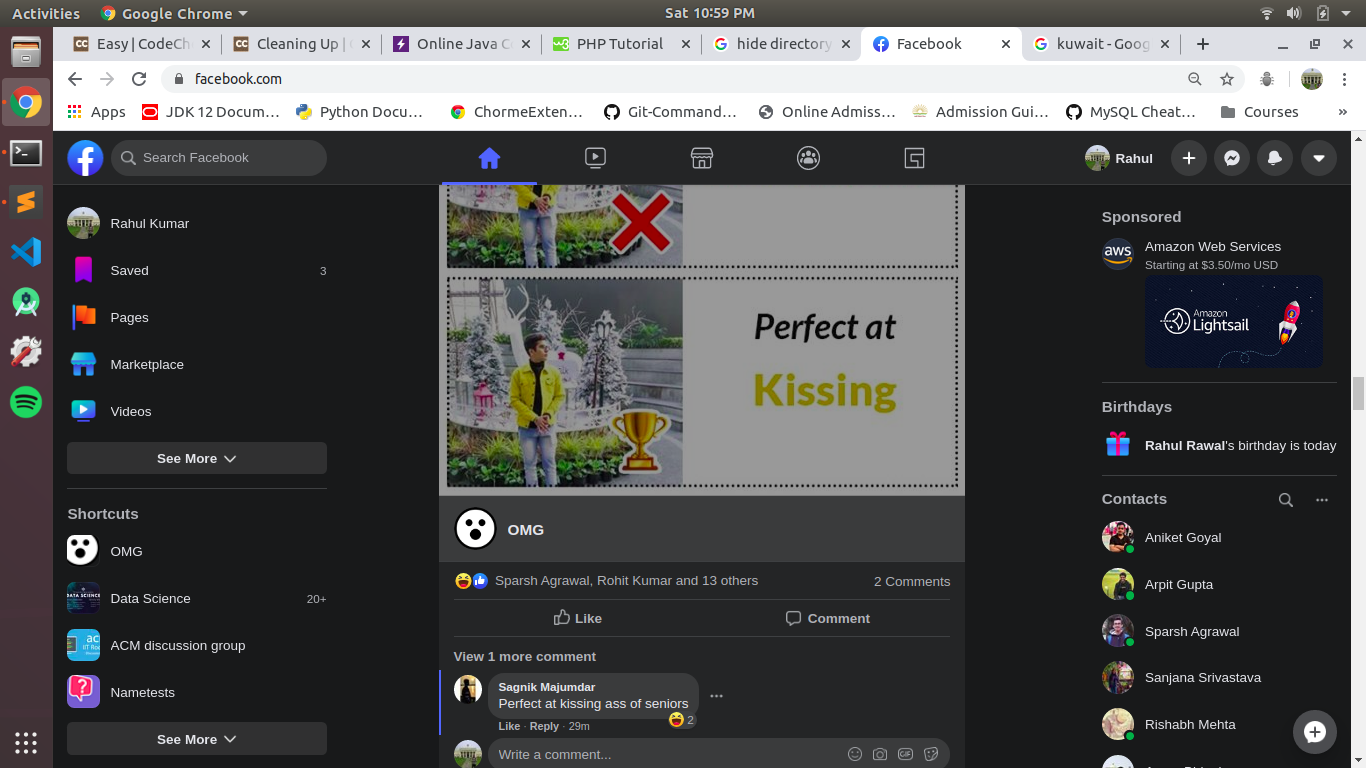 Activities Google Chrome Sat 10:59 PM
Easy | CodeChe Cleaning Up | Online Java Co PHP Tutorial hide directory Facebook kuwait - Goog
facebook.com
Apps JDK 12 Docum... Python Docu... ChormeExten... Git-Command... Online Admiss... Admission Gui... MySQL Cheat... Courses »
Search Facebook
Rahul
Rahul Kumar
Saved 3
Pages
Marketplace
Videos
See More
Shortcuts
OMG
Data Science 20+
ACM discussion group
Nametests
See More
Perfect at
Kissing
OMG
Sparsh Agrawal, Rohit Kumar and 13 others 2 Comments
Like Comment
View 1 more comment
Sagnik Majumdar
Perfect at kissing ass of seniors
2
Like · Reply · 29m
Write a comment...
GIF
Sponsored
aws
Amazon Web Services
Starting at $3.50/mo USD
Amazon
Lightsail
Birthdays
Rahul Rawal's birthday is today
Contacts
Aniket Goyal
Arpit Gupta
Sparsh Agrawal
Sanjana Srivastava
Rishabh Mehta